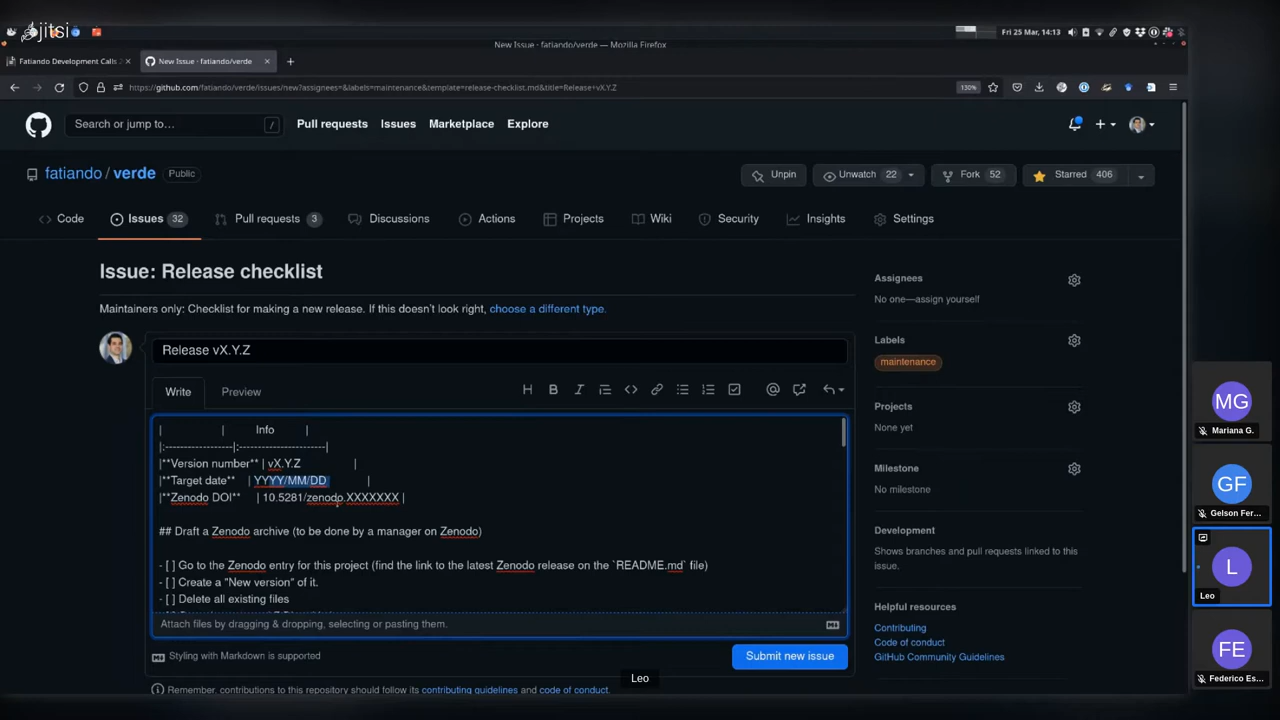 jitsi
New Issue · fatiando/verde — Mozilla Firefox
Fri 25 Mar, 14:13
Fatiando Development Calls 2
New Issue · fatiando/verde
https://github.com/fatiando/verde/issues/new?assignees=&labels=maintenance&template=release-checklist.md&title=Release+vX.Y.Z
130%
Search or jump to…
/
Pull requests
Issues
Marketplace
Explore
fatiando / verde
Public
Unpin
Unwatch 22
Fork 52
Starred 406
Code
Issues 32
Pull requests 3
Discussions
Actions
Projects
Wiki
Security
Insights
Settings
Issue: Release checklist
Maintainers only: Checklist for making a new release. If this doesn't look right, choose a different type.
Release vX.Y.Z
Write
Preview
| | Info |
|:-----------------|:----------------------|
|**Version number** | vX.Y.Z |
|**Target date** | YYYY/MM/DD |
|**Zenodo DOI** | 10.5281/zenodo.XXXXXXX |
## Draft a Zenodo archive (to be done by a manager on Zenodo)
- [ ] Go to the Zenodo entry for this project (find the link to the latest Zenodo release on the `README.md` file)
- [ ] Create a "New version" of it.
- [ ] Delete all existing files
Attach files by dragging & dropping, selecting or pasting them.
Styling with Markdown is supported
Submit new issue
Remember, contributions to this repository should follow its contributing guidelines and code of conduct.
Assignees
No one—assign yourself
Labels
maintenance
Projects
None yet
Milestone
No milestone
Development
Shows branches and pull requests linked to this
issue.
Helpful resources
Contributing
Code of conduct
GitHub Community Guidelines
MG
Mariana G.
GF
Gelson Fer...
L
Leo
FE
Federico Es...
Leo